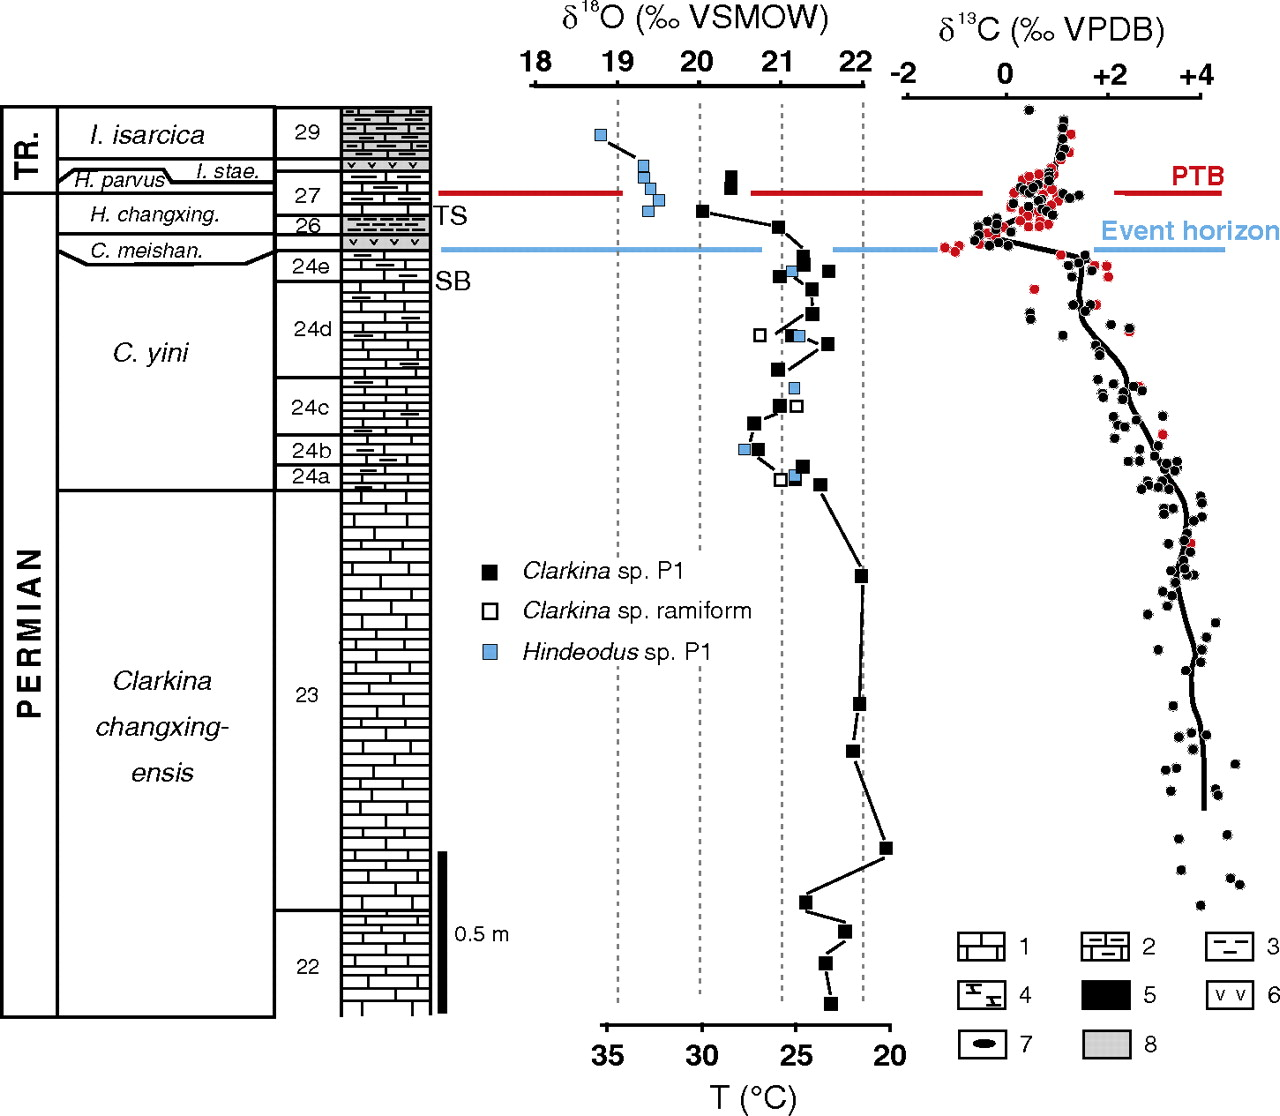 δ18O (‰ VSMOW)
δ13C (‰ VPDB)
18 19 20 21 22
-2 0 +2 +4
TR.
PERMIAN
I. isarcica
I. stae.
H. parvus
H. changxing.
C. meishan.
C. yini
Clarkina
changxing-
ensis
29
27
26
24e
24d
24c
24b
24a
23
22
TS
SB
PTB
Event horizon
Clarkina sp. P1
Clarkina sp. ramiform
Hindeodus sp. P1
0.5 m
35 30 25 20
T (°C)
1 2 3
4 5 6
7 8